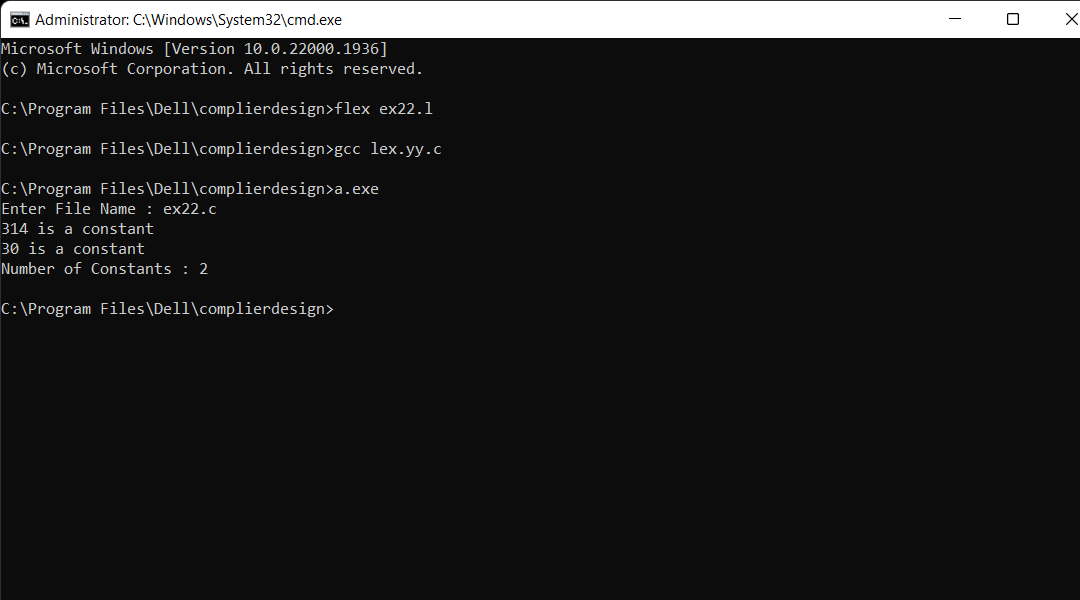 Administrator: C:\Windows\System32\cmd.exe
Microsoft Windows [Version 10.0.22000.1936]
(c) Microsoft Corporation. All rights reserved.
C:\Program Files\Dell\complierdesign>flex ex22.l
C:\Program Files\Dell\complierdesign>gcc lex.yy.c
C:\Program Files\Dell\complierdesign>a.exe
Enter File Name : ex22.c
314 is a constant
30 is a constant
Number of Constants : 2
C:\Program Files\Dell\complierdesign>